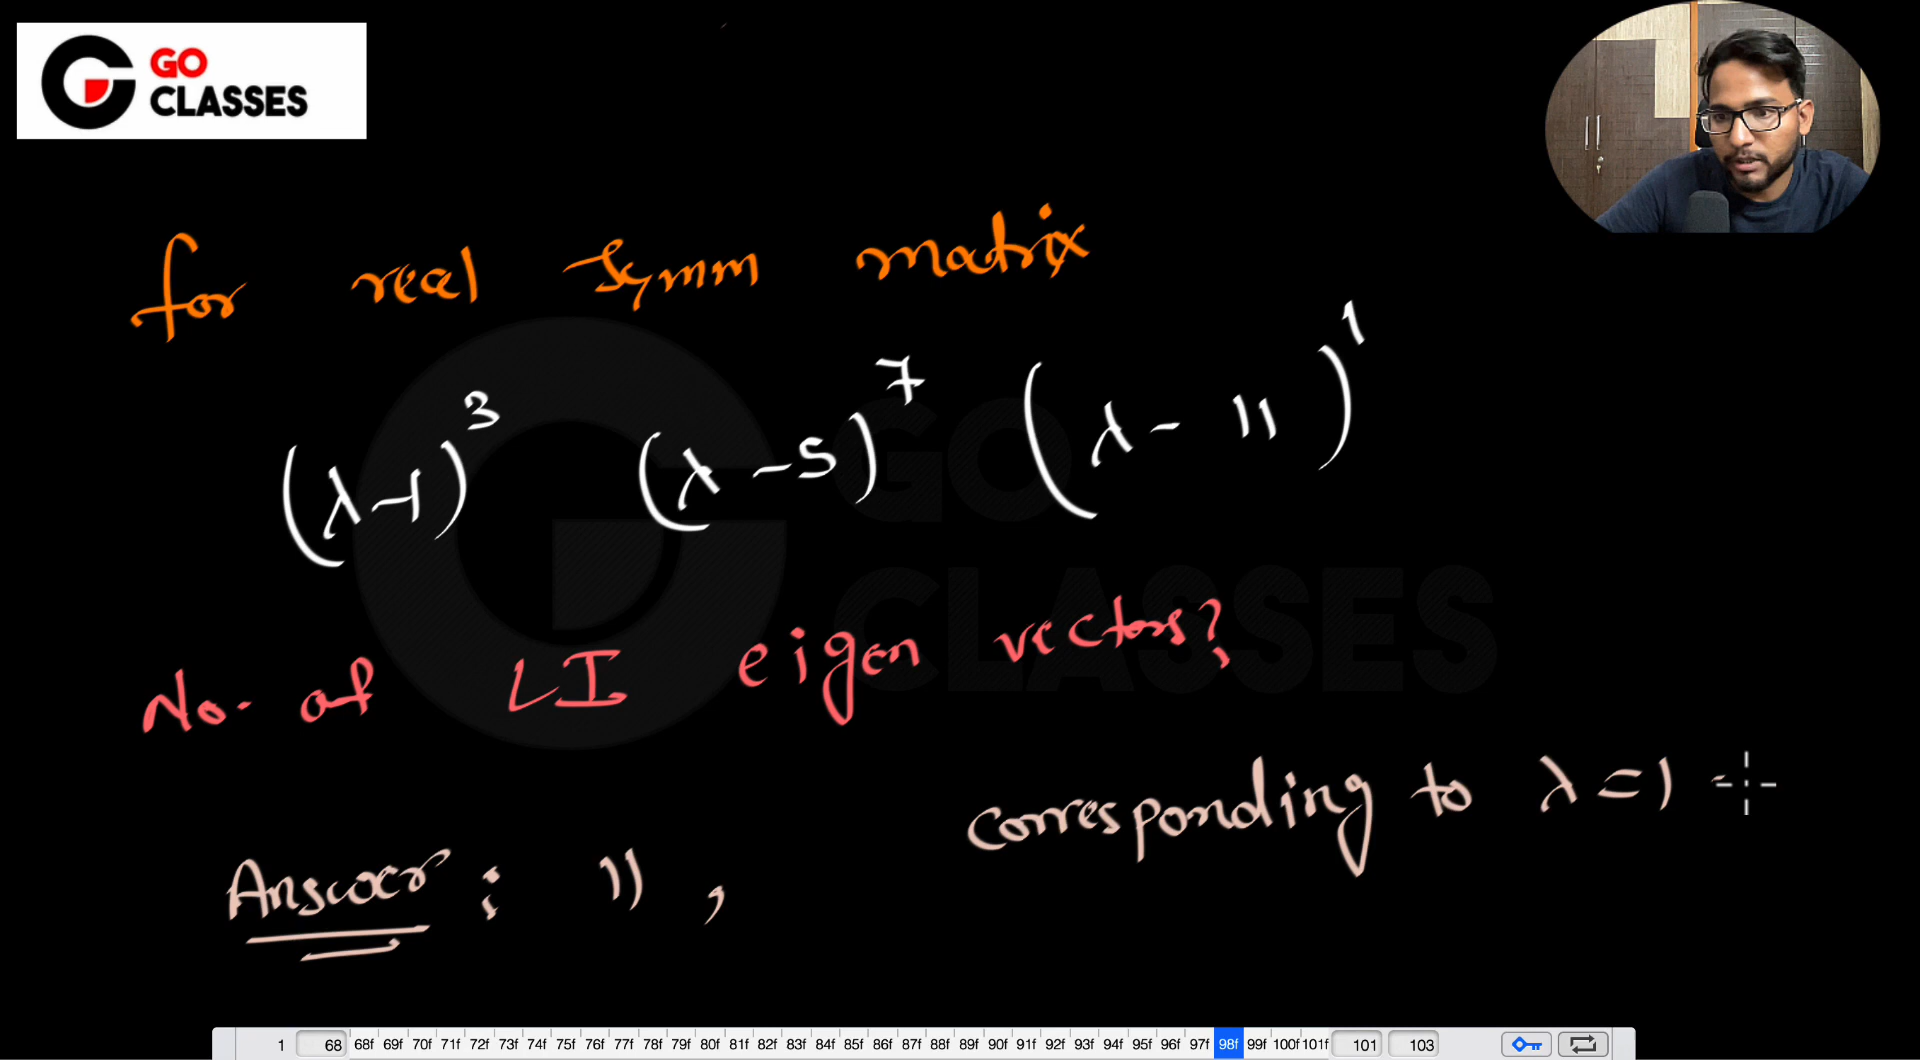 GO
CLASSES
for real symm matrix
(λ-1)³ (λ-5)⁷ (λ-11)¹
GO
CLASSES
No. of LI eigen vectors?
corresponding to λ=1 =
Answer : 11 ,
1 68 68f 69f 70f 71f 72f 73f 74f 75f 76f 77f 78f 79f 80f 81f 82f 83f 84f 85f 86f 87f 88f 89f 90f 91f 92f 93f 94f 95f 96f 97f 98f 99f 100f 101f 101 103